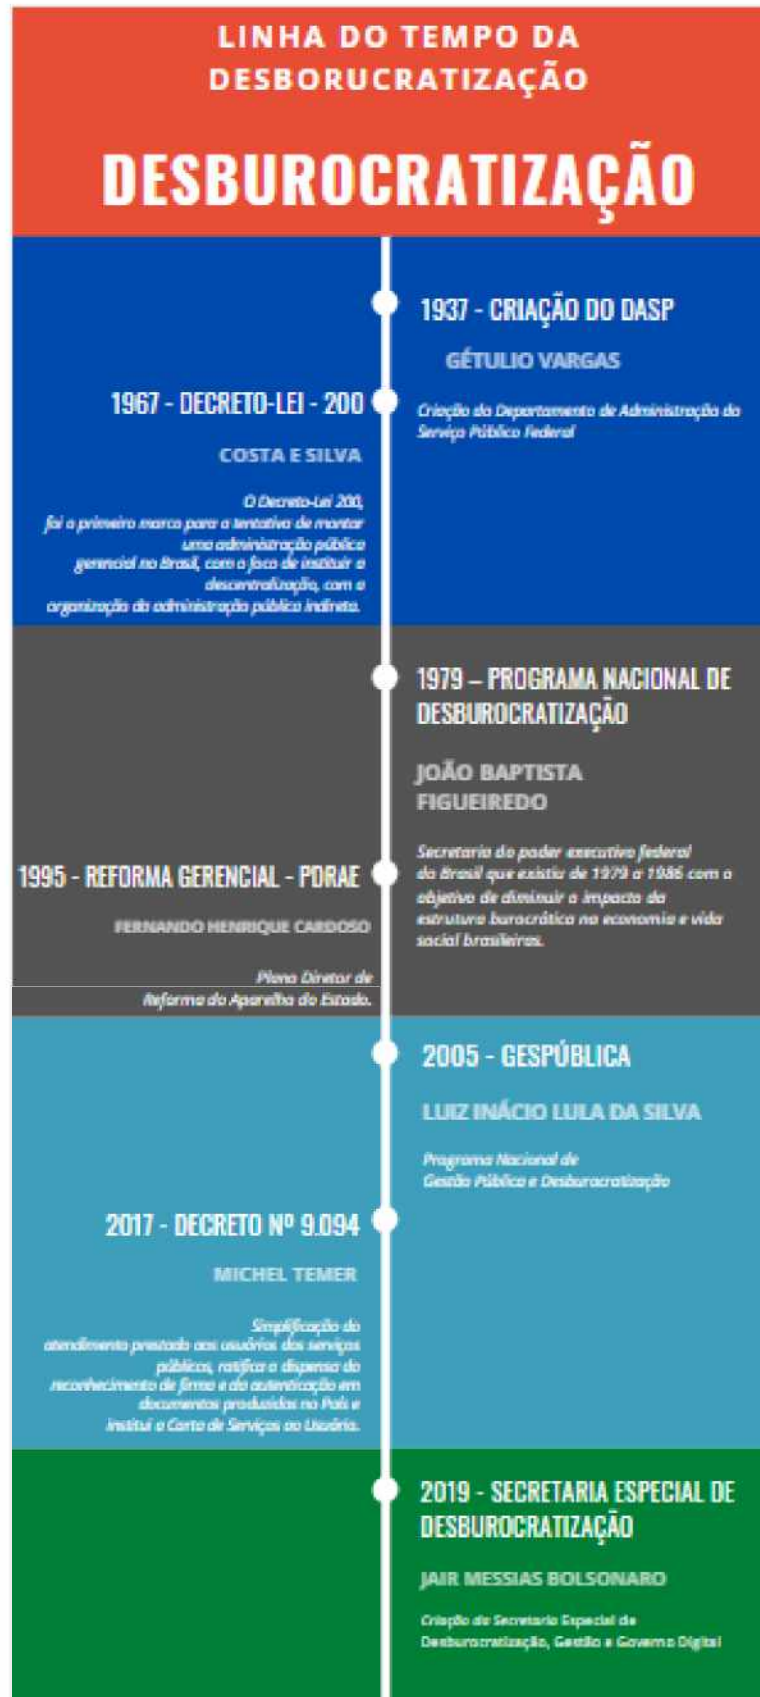 LINHA DO TEMPO DA
DESBORUCRATIZAÇÃO
DESBUROCRATIZAÇÃO
1937 - CRIAÇÃO DO DASP
GÉTULIO VARGAS
Criação do Departamento de Administração do
Serviço Público Federal
1967 - DECRETO-LEI - 200
COSTA E SILVA
O Decreto-Lei 200,
foi o primeiro marco para a tentativa de montar
uma administração pública
gerencial no Brasil, com o foco de instituir a
descentralização, com a
organização da administração pública indireta.
1979 – PROGRAMA NACIONAL DE
DESBUROCRATIZAÇÃO
JOÃO BAPTISTA
FIGUEIREDO
Secretaria do poder executivo federal
do Brasil que existiu de 1979 a 1986 com o
objetivo de diminuir o impacto da
estrutura burocrática na economia e vida
social brasileiras.
1995 - REFORMA GERENCIAL - PDRAE
FERNANDO HENRIQUE CARDOSO
Plano Diretor de
Reforma do Aparelho do Estado.
2005 - GESPÚBLICA
LUIZ INÁCIO LULA DA SILVA
Programa Nacional de
Gestão Pública e Desburocratização
2017 - DECRETO Nº 9.094
MICHEL TEMER
Simplificação do
atendimento prestado aos usuários dos serviços
públicos, ratifica a dispensa do
reconhecimento de firma e da autenticação em
documentos produzidos no País e
institui a Carta de Serviços ao Usuário.
2019 - SECRETARIA ESPECIAL DE
DESBUROCRATIZAÇÃO
JAIR MESSIAS BOLSONARO
Criação da Secretaria Especial de
Desburocratização, Gestão e Governo Digital